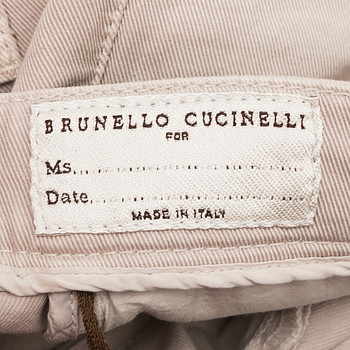 BRUNELLO CUCINELLI
FOR
Ms..............................
Date..............................
MADE IN ITALY